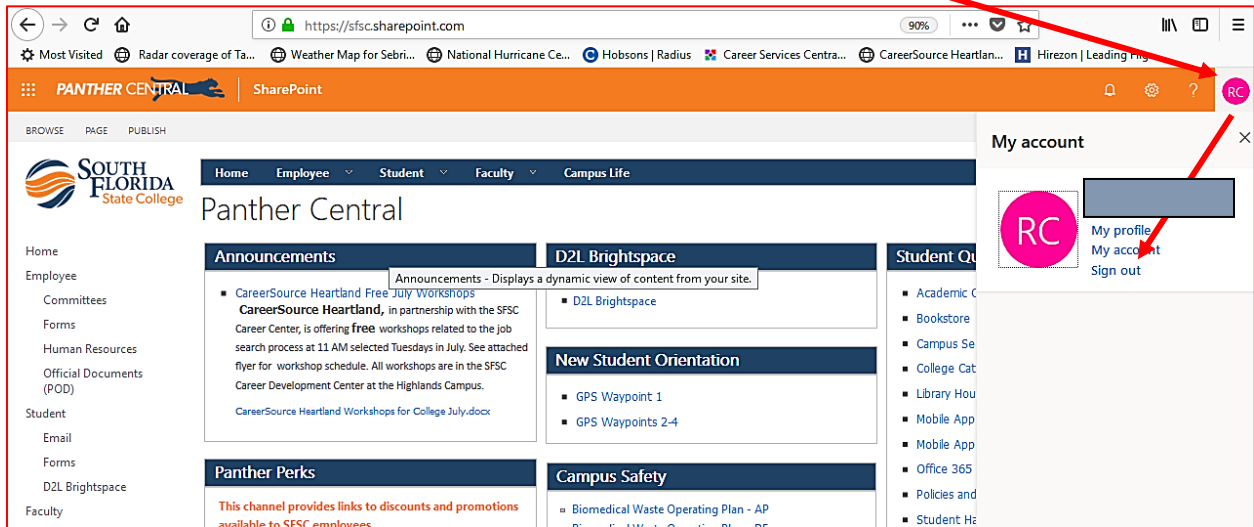 https://sfsc.sharepoint.com
90%
Most Visited
Radar coverage of Ta...
Weather Map for Sebri...
National Hurricane Ce...
Hobsons | Radius
Career Services Centra...
CareerSource Heartlan...
Hirezon | Leading
PANTHER CENTRAL
SharePoint
?
RC
BROWSE PAGE PUBLISH
My account
SOUTH
FLORIDA
State College
Home Employee Student Faculty Campus Life
Panther Central
RC
My profile
My account
Sign out
Home
Employee
Committees
Forms
Human Resources
Official Documents
(POD)
Student
Email
Forms
D2L Brightspace
Faculty
Announcements
Announcements - Displays a dynamic view of content from your site.
CareerSource Heartland Free July Workshops
CareerSource Heartland, in partnership with the SFSC
Career Center, is offering free workshops related to the job
search process at 11 AM selected Tuesdays in July. See attached
flyer for workshop schedule. All workshops are in the SFSC
Career Development Center at the Highlands Campus.
CareerSource Heartland Workshops for College July.docx
Panther Perks
This channel provides links to discounts and promotions
available to SFSC employees
D2L Brightspace
D2L Brightspace
New Student Orientation
GPS Waypoint 1
GPS Waypoints 2-4
Campus Safety
Biomedical Waste Operating Plan - AP
Student Qu
Academic C
Bookstore
Campus Se
College Cat
Library Hou
Mobile App
Mobile App
Office 365
Policies and
Student Ha